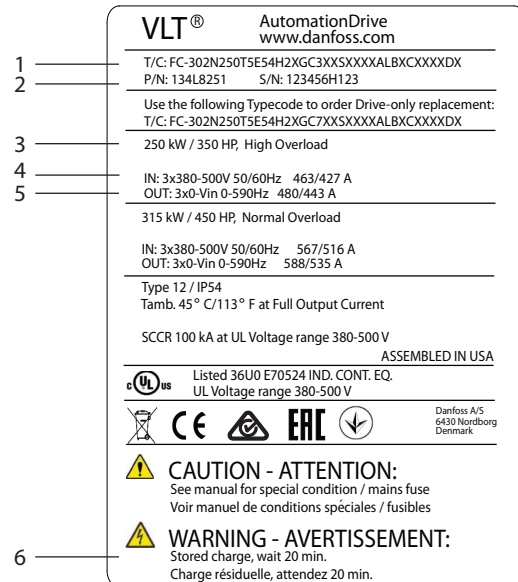 VLT® AutomationDrive
www.danfoss.com
1 T/C: FC-302N250T5E54H2XGC3XXSXXXXALBXCXXXXDX
2 P/N: 134L8251 S/N: 123456H123
Use the following Typecode to order Drive-only replacement:
T/C: FC-302N250T5E54H2XGC7XXSXXXXALBXCXXXXDX
3 250 kW / 350 HP, High Overload
4 IN: 3x380-500V 50/60Hz 463/427 A
5 OUT: 3x0-Vin 0-590Hz 480/443 A
315 kW / 450 HP, Normal Overload
IN: 3x380-500V 50/60Hz 567/516 A
OUT: 3x0-Vin 0-590Hz 588/535 A
Type 12 / IP54
Tamb. 45° C/113° F at Full Output Current
SCCR 100 kA at UL Voltage range 380-500 V
ASSEMBLED IN USA
c UL us Listed 36U0 E70524 IND. CONT. EQ.
UL Voltage range 380-500 V
CE EAC Danfoss A/S
6430 Nordborg
Denmark
CAUTION - ATTENTION:
See manual for special condition / mains fuse
Voir manuel de conditions spéciales / fusibles
WARNING - AVERTISSEMENT:
6 Stored charge, wait 20 min.
Charge résiduelle, attendez 20 min.